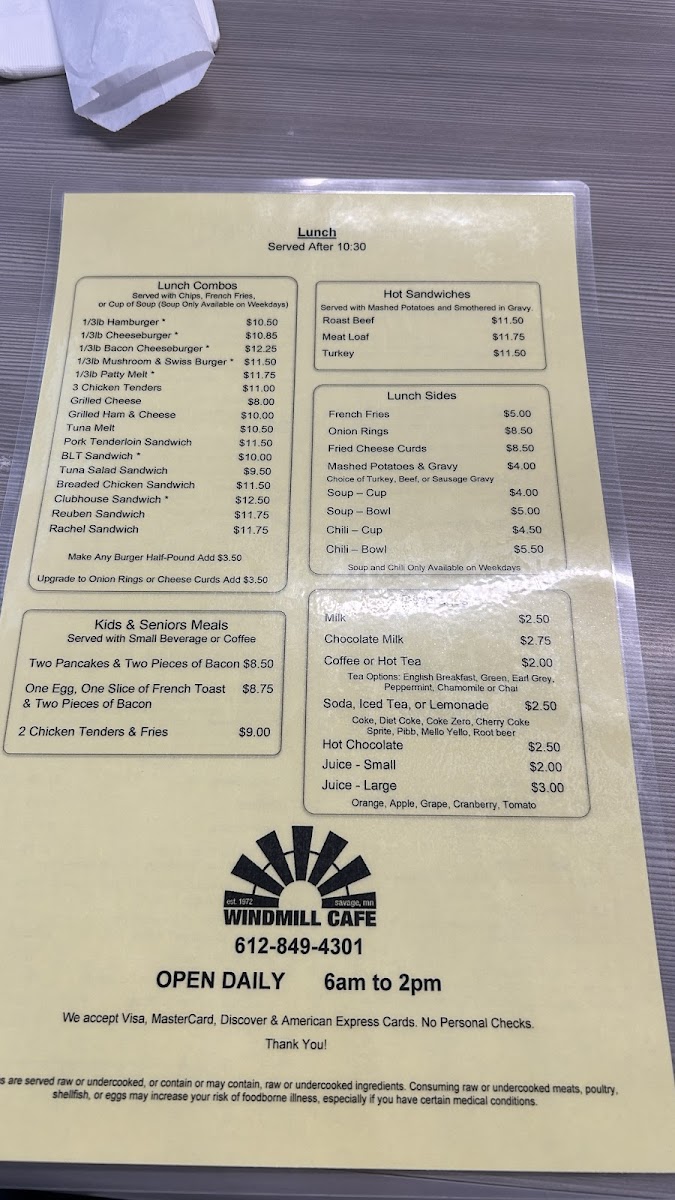 Lunch
Served After 10:30
Lunch Combos
Served with Chips, French Fries,
or Cup of Soup (Soup Only Available on Weekdays)
1/3lb Hamburger * $10.50
1/3lb Cheeseburger * $10.85
1/3lb Bacon Cheeseburger * $12.25
1/3lb Mushroom & Swiss Burger * $11.50
1/3lb Patty Melt * $11.75
3 Chicken Tenders $11.00
Grilled Cheese $8.00
Grilled Ham & Cheese $10.00
Tuna Melt $10.50
Pork Tenderloin Sandwich $11.50
BLT Sandwich * $10.00
Tuna Salad Sandwich $9.50
Breaded Chicken Sandwich $11.50
Clubhouse Sandwich * $12.50
Reuben Sandwich $11.75
Rachel Sandwich $11.75
Make Any Burger Half-Pound Add $3.50
Upgrade to Onion Rings or Cheese Curds Add $3.50
Kids & Seniors Meals
Served with Small Beverage or Coffee
Two Pancakes & Two Pieces of Bacon $8.50
One Egg, One Slice of French Toast $8.75
& Two Pieces of Bacon
2 Chicken Tenders & Fries $9.00
Hot Sandwiches
Served with Mashed Potatoes and Smothered in Gravy.
Roast Beef $11.50
Meat Loaf $11.75
Turkey $11.50
Lunch Sides
French Fries $5.00
Onion Rings $8.50
Fried Cheese Curds $8.50
Mashed Potatoes & Gravy $4.00
Choice of Turkey, Beef, or Sausage Gravy
Soup – Cup $4.00
Soup – Bowl $5.00
Chili – Cup $4.50
Chili – Bowl $5.50
Soup and Chili Only Available on Weekdays
Milk $2.50
Chocolate Milk $2.75
Coffee or Hot Tea $2.00
Tea Options: English Breakfast, Green, Earl Grey,
Peppermint, Chamomile or Chai
Soda, Iced Tea, or Lemonade $2.50
Coke, Diet Coke, Coke Zero, Cherry Coke
Sprite, Pibb, Mello Yello, Root beer
Hot Chocolate $2.50
Juice - Small $2.00
Juice - Large $3.00
Orange, Apple, Grape, Cranberry, Tomato
est. 1972 savage, mn
WINDMILL CAFE
612-849-4301
OPEN DAILY 6am to 2pm
We accept Visa, MasterCard, Discover & American Express Cards. No Personal Checks.
Thank You!
s are served raw or undercooked, or contain or may contain, raw or undercooked ingredients. Consuming raw or undercooked meats, poultry,
shellfish, or eggs may increase your risk of foodborne illness, especially if you have certain medical conditions.